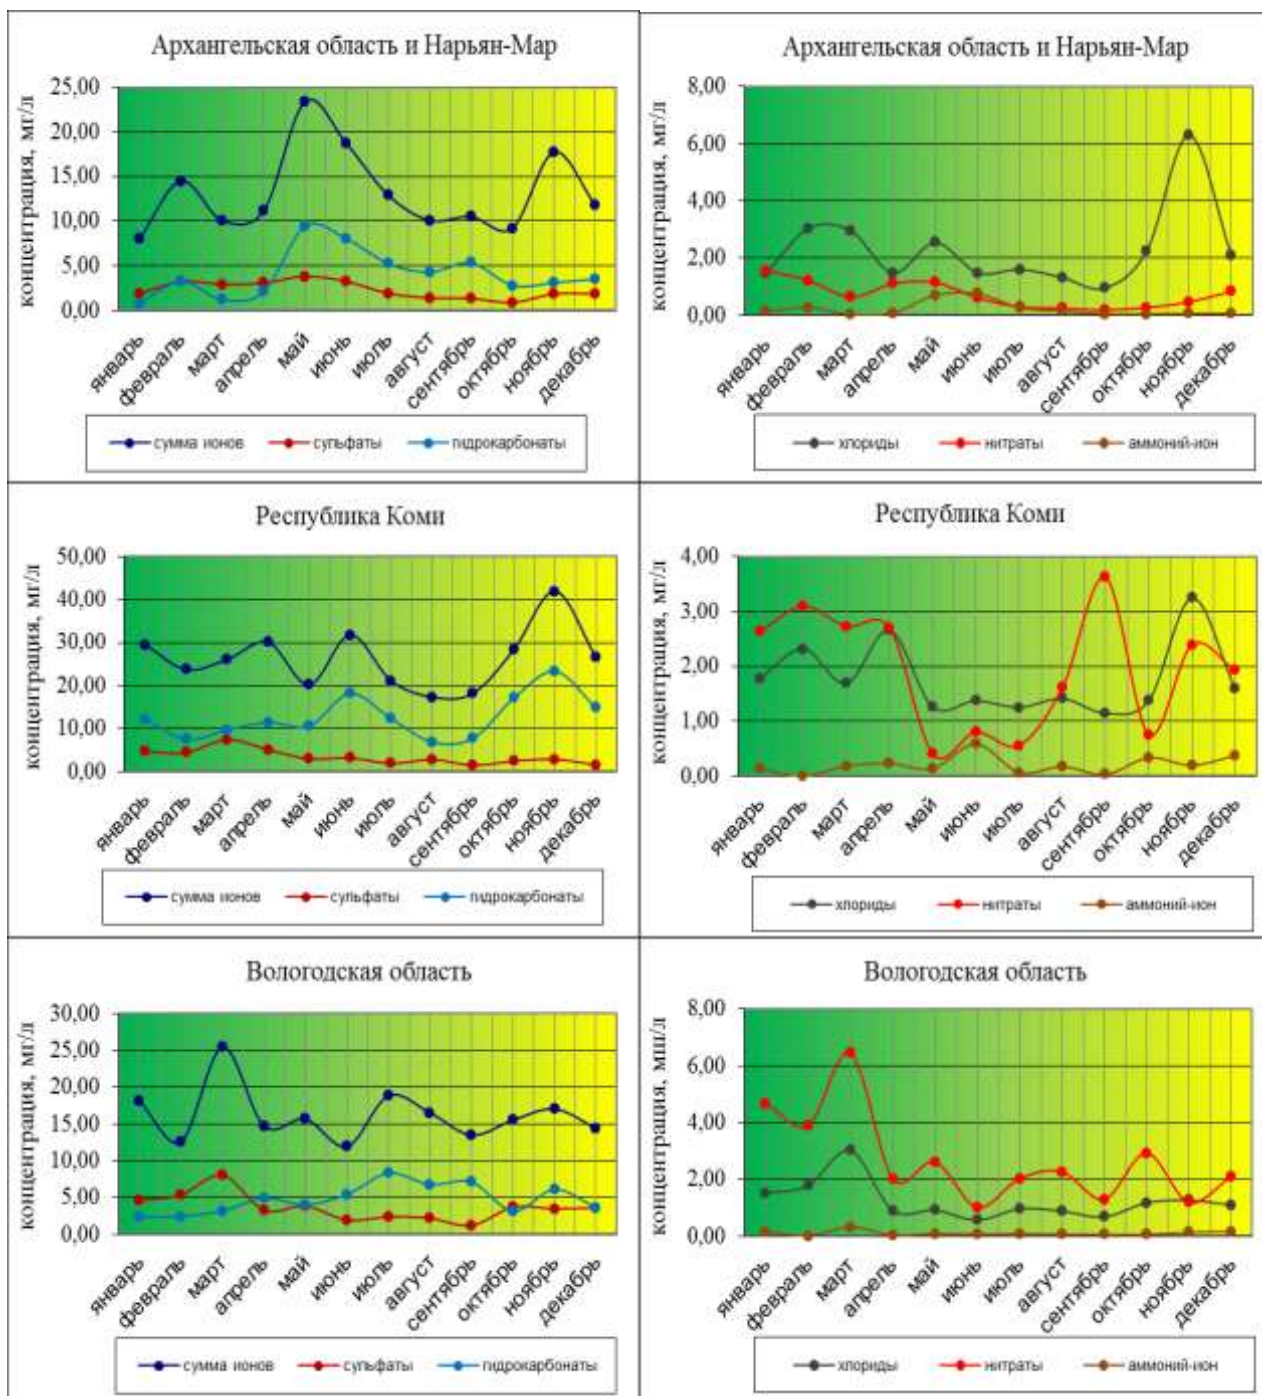 Архангельская область и Нарьян-Мар
концентрация, мг/л
25,00
20,00
15,00
10,00
5,00
0,00
январь
февраль
март
апрель
май
июнь
июль
август
сентябрь
октябрь
ноябрь
декабрь
сумма ионов сульфаты гидрокарбонаты
Архангельская область и Нарьян-Мар
концентрация, мг/л
8,00
6,00
4,00
2,00
0,00
январь
февраль
март
апрель
май
июнь
июль
август
сентябрь
октябрь
ноябрь
декабрь
хлориды нитраты аммоний-ион
Республика Коми
концентрация, мг/л
50,00
40,00
30,00
20,00
10,00
0,00
январь
февраль
март
апрель
май
июнь
июль
август
сентябрь
октябрь
ноябрь
декабрь
сумма ионов сульфаты гидрокарбонаты
Республика Коми
концентрация, мг/л
4,00
3,00
2,00
1,00
0,00
январь
февраль
март
апрель
май
июнь
июль
август
сентябрь
октябрь
ноябрь
декабрь
хлориды нитраты аммоний-ион
Вологодская область
концентрация, мг/л
30,00
25,00
20,00
15,00
10,00
5,00
0,00
январь
февраль
март
апрель
май
июнь
июль
август
сентябрь
октябрь
ноябрь
декабрь
сумма ионов сульфаты гидрокарбонаты
Вологодская область
концентрация, мш/л
8,00
6,00
4,00
2,00
0,00
январь
февраль
март
апрель
май
июнь
июль
август
сентябрь
октябрь
ноябрь
декабрь
хлориды нитраты аммоний-ион